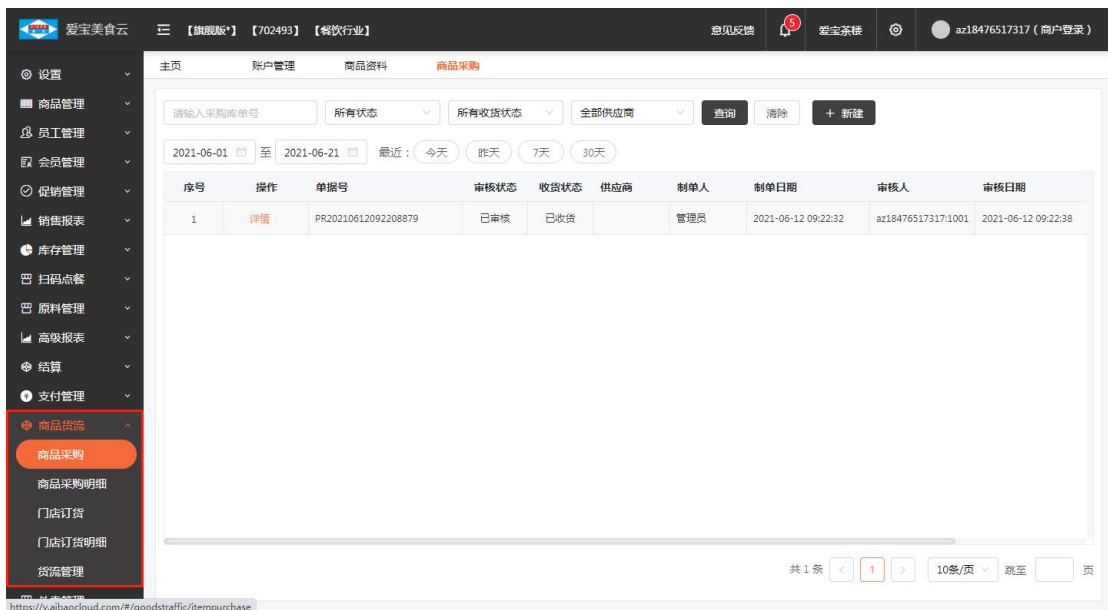 爱宝美食云
【旗舰版*】 【702493】 【餐饮行业】
意见反馈 5 爱宝茶楼 az18476517317 ( 商户登录 )
主页 账户管理 商品资料 商品采购
设置
商品管理
员工管理
会员管理
促销管理
销售报表
库存管理
扫码点餐
原料管理
高级报表
结算
支付管理
商品货流
商品采购
商品采购明细
门店订货
门店订货明细
货流管理
请输入采购库单号 所有状态 所有收货状态 全部供应商 查询 清除 + 新建
2021-06-01 至 2021-06-21 最近： 今天 昨天 7天 30天
序号 操作 单据号 审核状态 收货状态 供应商 制单人 制单日期 审核人 审核日期
1 详情 PR20210612092208879 已审核 已收货 管理员 2021-06-12 09:22:32 az18476517317:1001 2021-06-12 09:22:38
共 1 条 < 1 > 10条/页 跳至 页
https://v.aibaocloud.com/#/goodstraffic/itempurchase